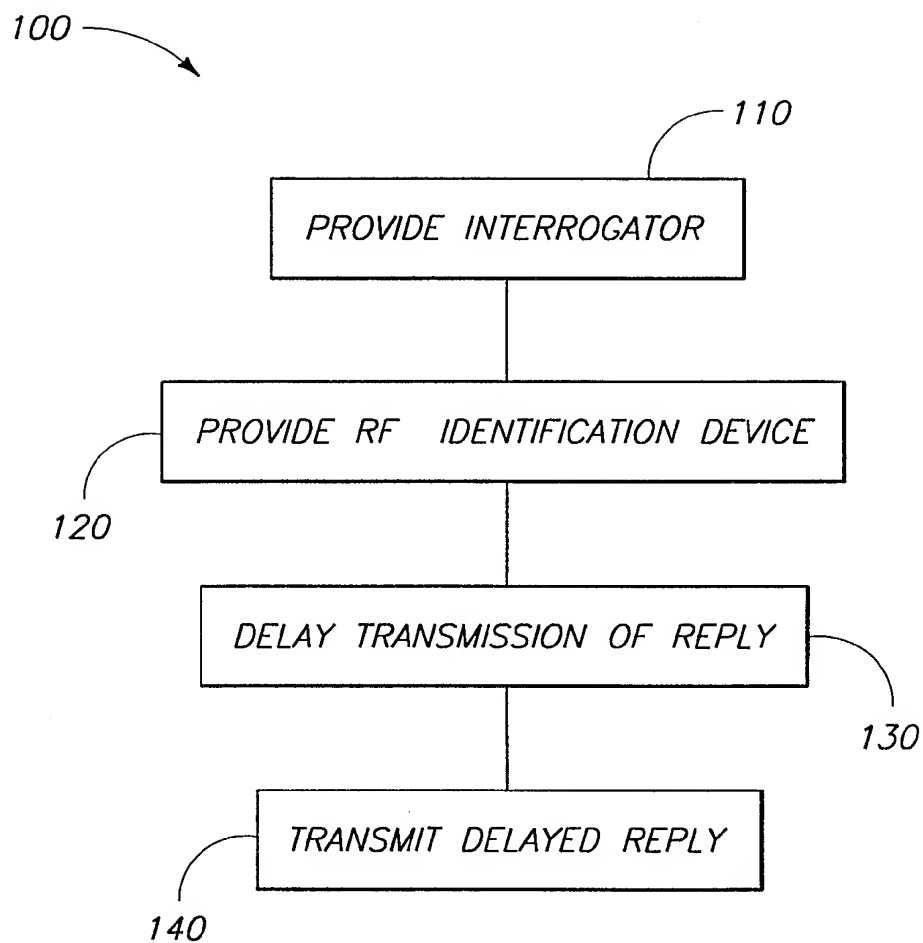 100
110
PROVIDE INTERROGATOR
PROVIDE RF IDENTIFICATION DEVICE
120
DELAY TRANSMISSION OF REPLY
130
TRANSMIT DELAYED REPLY
140